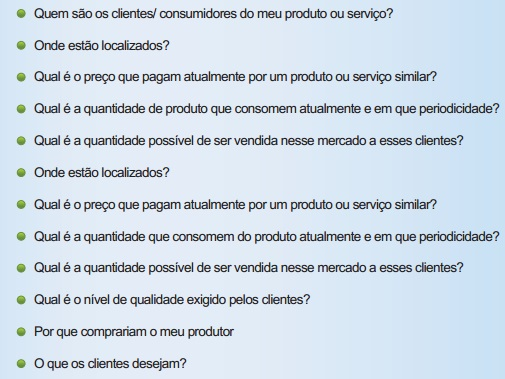 Quem são os clientes/ consumidores do meu produto ou serviço?
Onde estão localizados?
Qual é o preço que pagam atualmente por um produto ou serviço similar?
Qual é a quantidade de produto que consomem atualmente e em que periodicidade?
Qual é a quantidade possível de ser vendida nesse mercado a esses clientes?
Onde estão localizados?
Qual é o preço que pagam atualmente por um produto ou serviço similar?
Qual é a quantidade que consomem do produto atualmente e em que periodicidade?
Qual é a quantidade possível de ser vendida nesse mercado a esses clientes?
Qual é o nível de qualidade exigido pelos clientes?
Por que comprariam o meu produtor
O que os clientes desejam?